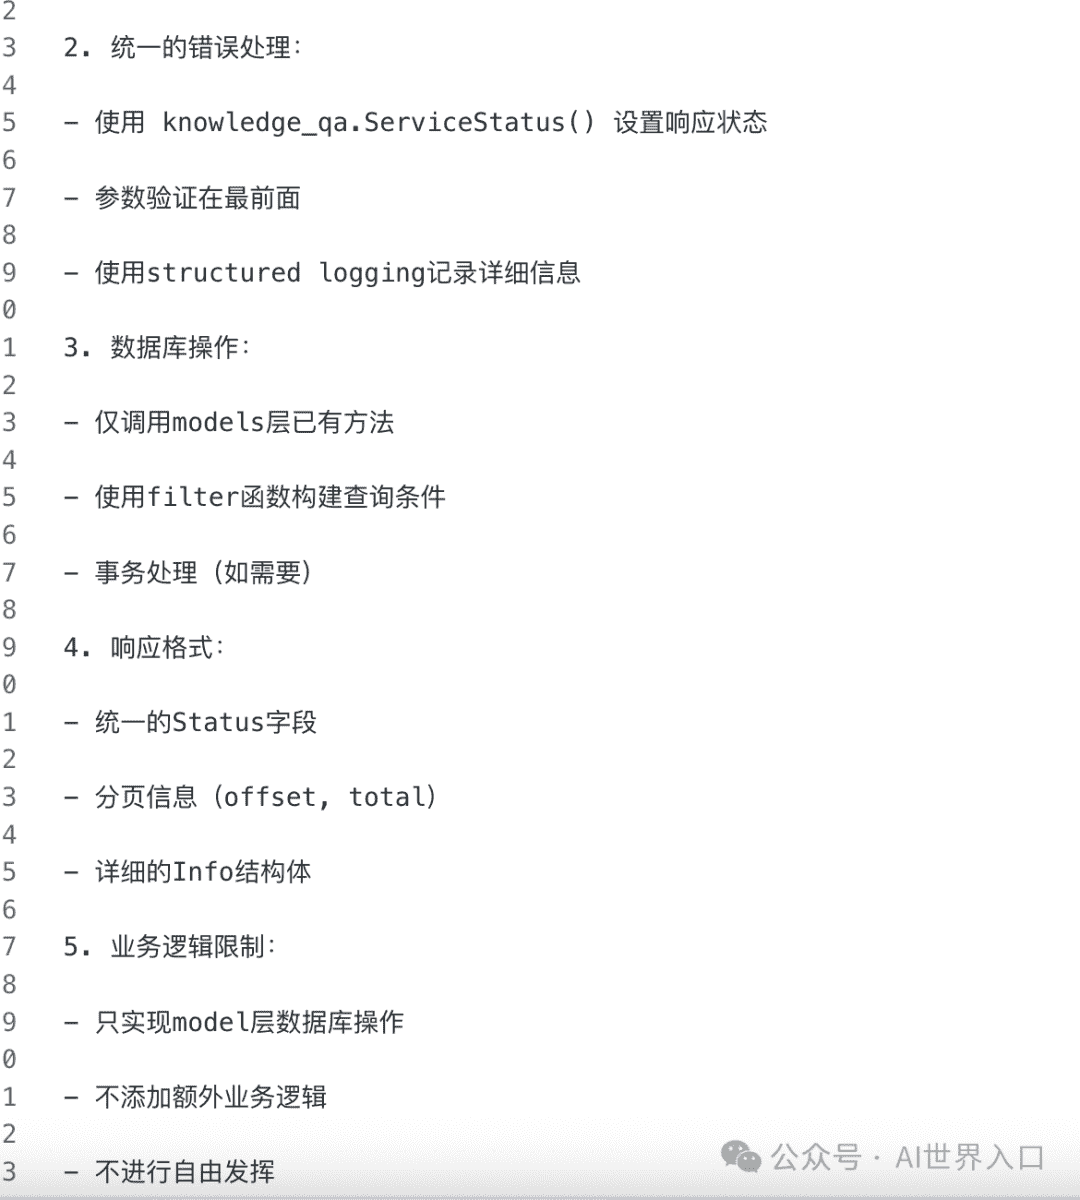 2
3 2. 统一的错误处理：
4
5 - 使用 knowledge_qa.ServiceStatus() 设置响应状态
6
7 - 参数验证在最前面
8
9 - 使用structured logging记录详细信息
0
1 3. 数据库操作：
2
3 - 仅调用models层已有方法
4
5 - 使用filter函数构建查询条件
6
7 - 事务处理（如需要）
8
9 4. 响应格式：
0
1 - 统一的Status字段
2
3 - 分页信息（offset, total）
4
5 - 详细的Info结构体
6
7 5. 业务逻辑限制：
8
9 - 只实现model层数据库操作
0
1 - 不添加额外业务逻辑
2
3 - 不进行自由发挥
公众号 · AI世界入口